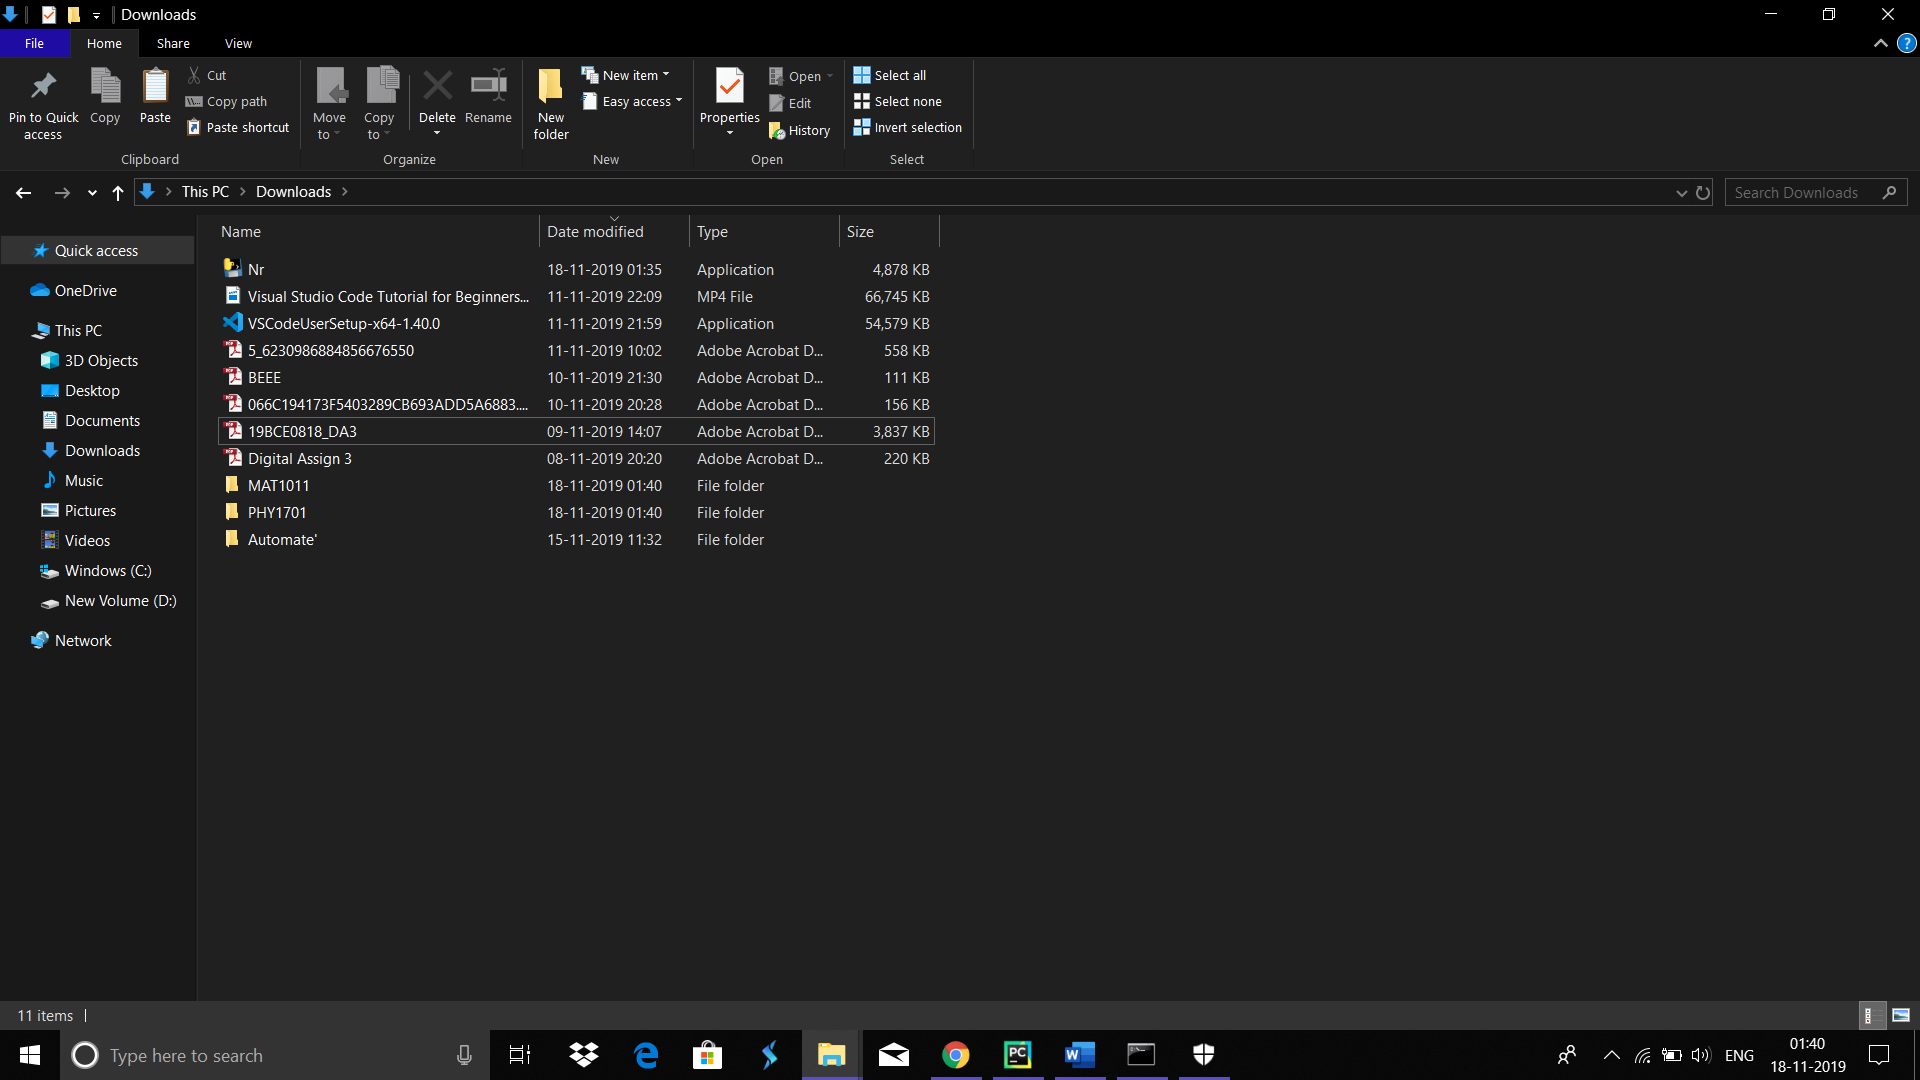 Downloads
File Home Share View
Pin to Quick access
Copy
Paste
Cut
Copy path
Paste shortcut
Clipboard
Move to
Copy to
Delete
Rename
Organize
New folder
New item
Easy access
New
Properties
Open
Edit
History
Open
Select all
Select none
Invert selection
Select
This PC > Downloads >
Search Downloads
Quick access
OneDrive
This PC
3D Objects
Desktop
Documents
Downloads
Music
Pictures
Videos
Windows (C:)
New Volume (D:)
Network
Name Date modified Type Size
Nr 18-11-2019 01:35 Application 4,878 KB
Visual Studio Code Tutorial for Beginners... 11-11-2019 22:09 MP4 File 66,745 KB
VSCodeUserSetup-x64-1.40.0 11-11-2019 21:59 Application 54,579 KB
5_6230986884856676550 11-11-2019 10:02 Adobe Acrobat D... 558 KB
BEEE 10-11-2019 21:30 Adobe Acrobat D... 111 KB
066C194173F5403289CB693ADD5A6883.... 10-11-2019 20:28 Adobe Acrobat D... 156 KB
19BCE0818_DA3 09-11-2019 14:07 Adobe Acrobat D... 3,837 KB
Digital Assign 3 08-11-2019 20:20 Adobe Acrobat D... 220 KB
MAT1011 18-11-2019 01:40 File folder
PHY1701 18-11-2019 01:40 File folder
Automate' 15-11-2019 11:32 File folder
11 items
Type here to search
ENG
01:40
18-11-2019